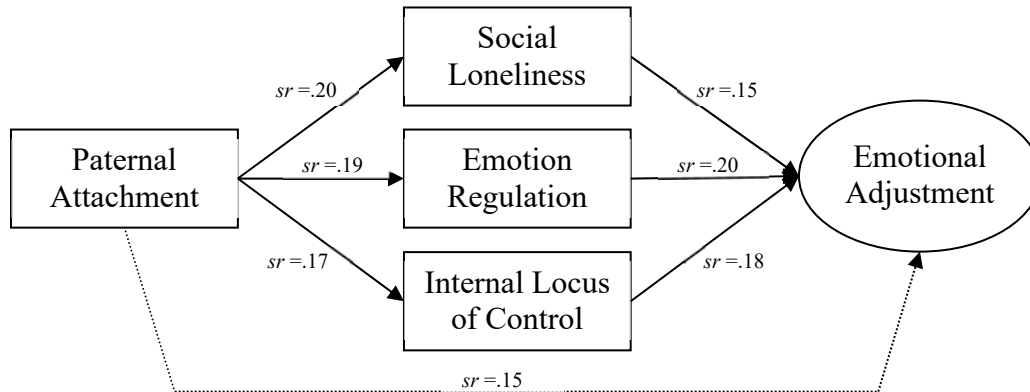 Social
Loneliness
sr =.20
sr =.15
Paternal
Attachment
sr =.19
Emotion
Regulation
sr =.20
Emotional
Adjustment
sr =.17
Internal Locus
of Control
sr =.18
sr =.15